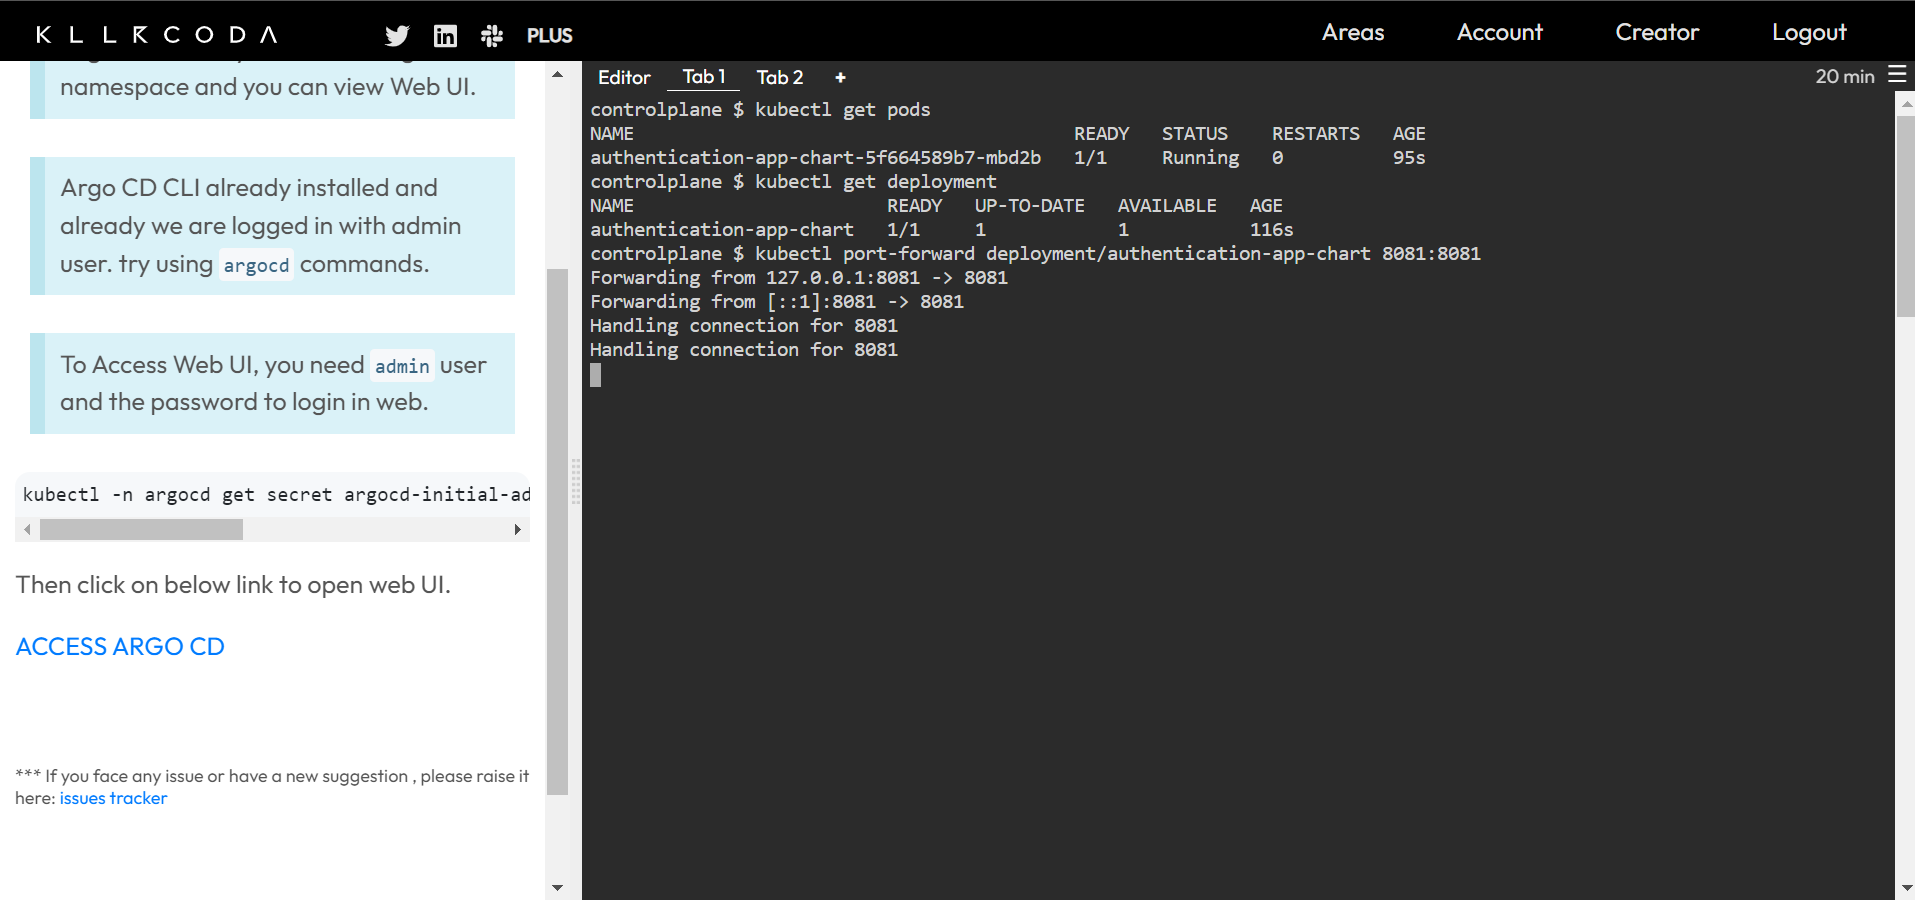 KLLRCODA
PLUS
Areas
Account
Creator
Logout
namespace and you can view Web UI.
Argo CD CLI already installed and
already we are logged in with admin
user. try using argocd commands.
To Access Web UI, you need admin user
and the password to login in web.
kubectl -n argocd get secret argocd-initial-ad
Then click on below link to open web UI.
ACCESS ARGO CD
*** If you face any issue or have a new suggestion , please raise it
here: issues tracker
Editor Tab 1 Tab 2 +
20 min
controlplane $ kubectl get pods
NAME READY STATUS RESTARTS AGE
authentication-app-chart-5f664589b7-mbd2b 1/1 Running 0 95s
controlplane $ kubectl get deployment
NAME READY UP-TO-DATE AVAILABLE AGE
authentication-app-chart 1/1 1 1 116s
controlplane $ kubectl port-forward deployment/authentication-app-chart 8081:8081
Forwarding from 127.0.0.1:8081 -> 8081
Forwarding from [::1]:8081 -> 8081
Handling connection for 8081
Handling connection for 8081